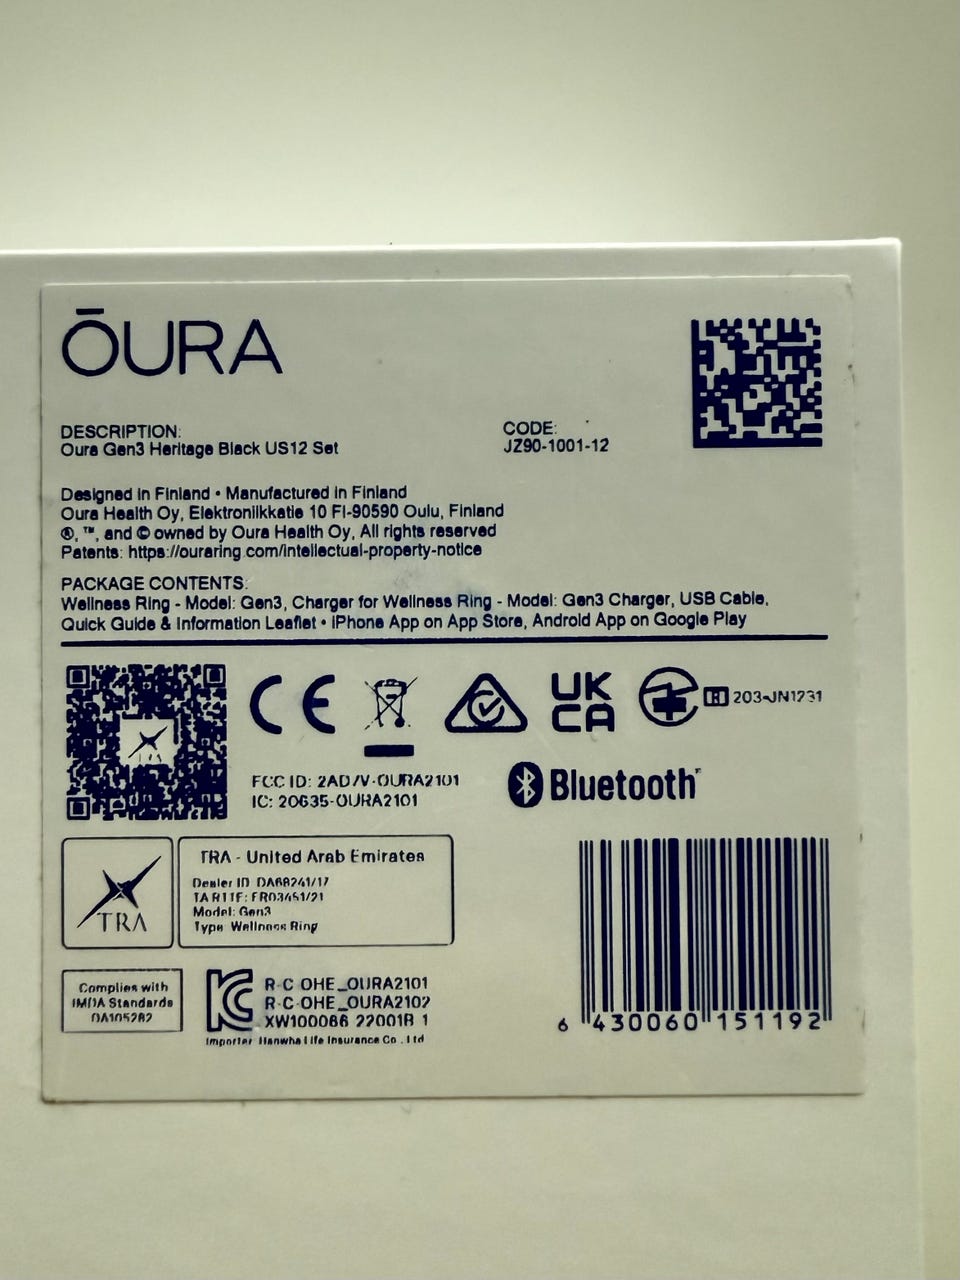 ŌURA
DESCRIPTION:
Oura Gen3 Heritage Black US12 Set
CODE:
JZ90-1001-12
Designed in Finland • Manufactured in Finland
Oura Health Oy, Elektroniikkatie 10 FI-90590 Oulu, Finland
®, ™, and © owned by Oura Health Oy, All rights reserved
Patents: https://ouraring.com/intellectual-property-notice
PACKAGE CONTENTS:
Wellness Ring - Model: Gen3, Charger for Wellness Ring - Model: Gen3 Charger, USB Cable,
Quick Guide & Information Leaflet • iPhone App on App Store, Android App on Google Play
TRA
CE
UK
CA
R 203-JN1231
FCC ID: 2AD7V-OURA2101
IC: 20635-OURA2101
Bluetooth
TRA
TRA - United Arab Emirates
Dealer ID DA68241/17
TA RTTE: ER03451/21
Model: Gen3
Type Wellness Ring
Complies with
IMDA Standards
DA105282
KC
R-C-OHE_OURA2101
R-C-OHE_OURA2102
XW100066 22001B 1
Importer Hanwha Life Insurance Co., Ltd
6 430060 151192